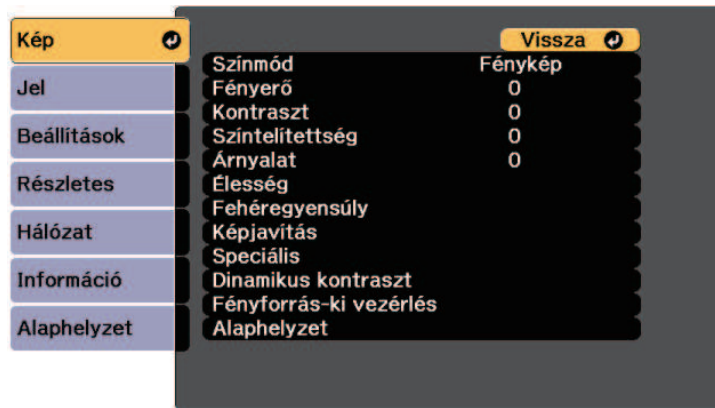 Kép
Jel
Beállítások
Részletes
Hálózat
Információ
Alaphelyzet
Vissza
Színmód Fénykép
Fényerő 0
Kontraszt 0
Színtelítettség 0
Árnyalat 0
Élesség
Fehéregyensúly
Képjavítás
Speciális
Dinamikus kontraszt
Fényforrás-ki vezérlés
Alaphelyzet